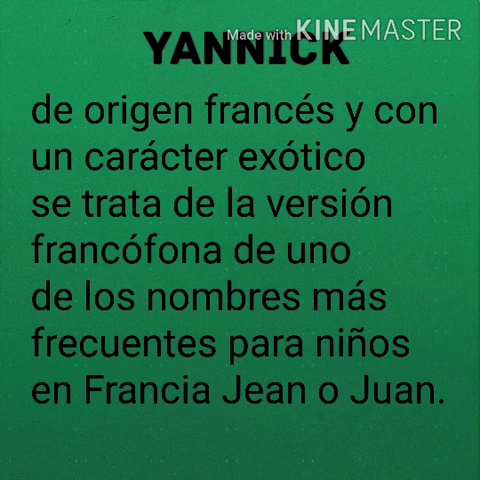 Made with KINEMASTER
YANNICK
de origen francés y con
un carácter exótico
se trata de la versión
francófona de uno
de los nombres más
frecuentes para niños
en Francia Jean o Juan.